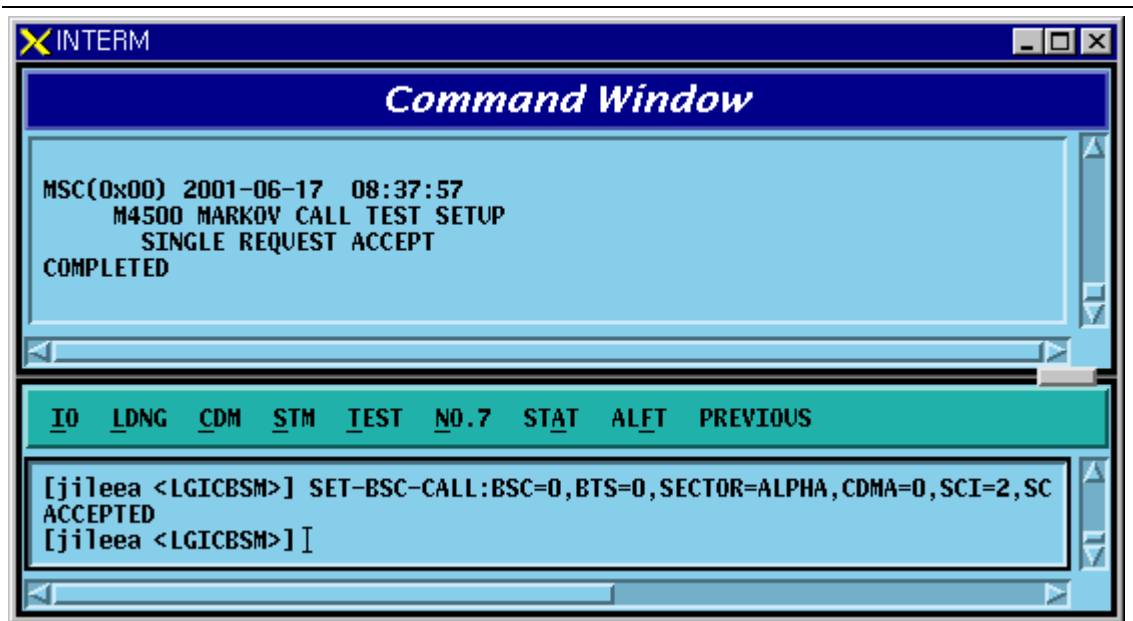 INTERM
Command Window
MSC(0x00) 2001-06-17 08:37:57
M4500 MARKOV CALL TEST SETUP
SINGLE REQUEST ACCEPT
COMPLETED
IO LDNG CDM STM TEST NO.7 STAT ALFT PREVIOUS
[jileea <LGICBSM>] SET-BSC-CALL:BSC=0,BTS=0,SECTOR=ALPHA,CDMA=0,SCI=2,SC
ACCEPTED
[jileea <LGICBSM>]